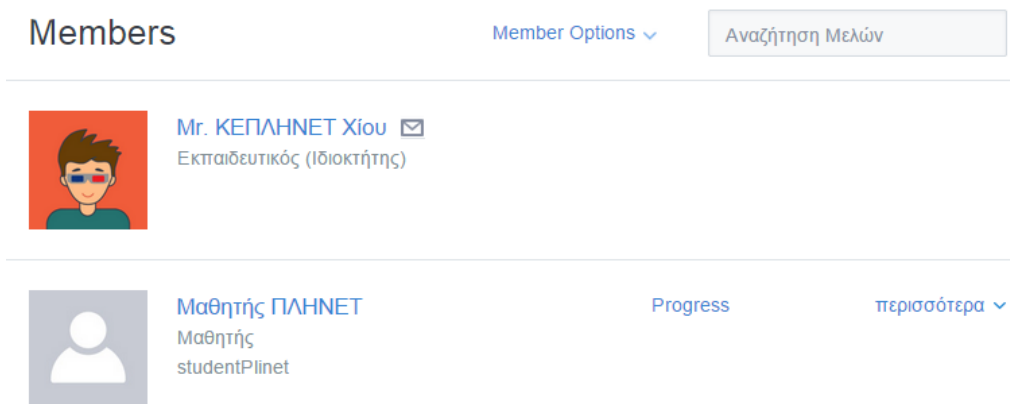 Members
Member Options
Αναζήτηση Μελών
Mr. ΚΕΠΛΗΝΕΤ Χίου
Εκπαιδευτικός (Ιδιοκτήτης)
Μαθητής ΠΛΗΝΕΤ
Progress
περισσότερα
Μαθητής
studentPlinet